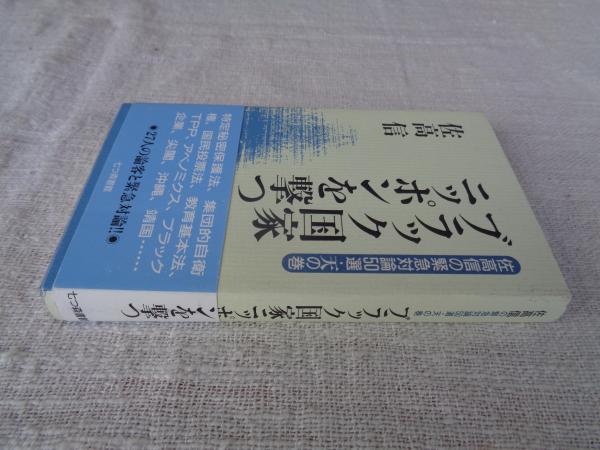 佐高信の緊急対論50選・天の巻
ブラック国家
ニッポンを撃つ
佐高信
特定秘密保護法、集団的自衛
権、国民投票法、教育基本法、
TPP、アベノミクス、ブラック
企業、尖閣、沖縄、靖国……
●27人の論客と緊急対論!!●
七つ森書館
佐高信の緊急対論50選・天の巻
ブラック国家ニッポンを撃つ
七つ森書館